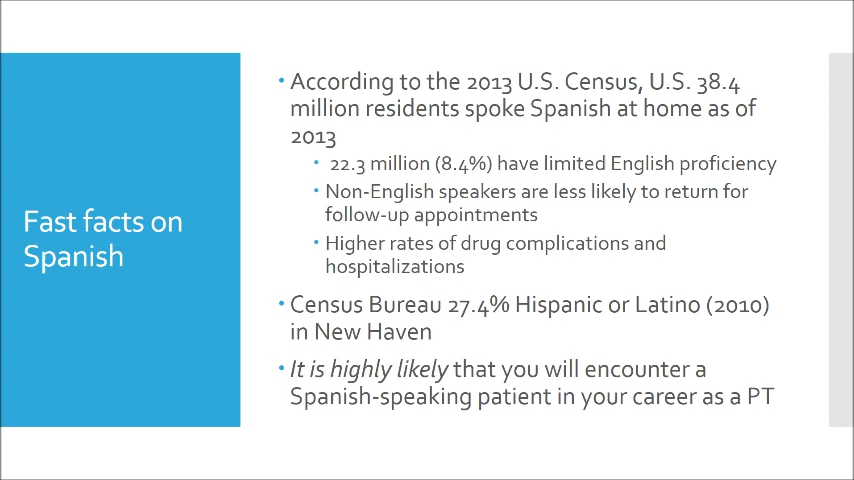 Fast facts on
Spanish
• According to the 2013 U.S. Census, U.S. 38.4
million residents spoke Spanish at home as of
2013
• 22.3 million (8.4%) have limited English proficiency
• Non-English speakers are less likely to return for
follow-up appointments
• Higher rates of drug complications and
hospitalizations
• Census Bureau 27.4% Hispanic or Latino (2010)
in New Haven
• It is highly likely that you will encounter a
Spanish-speaking patient in your career as a PT